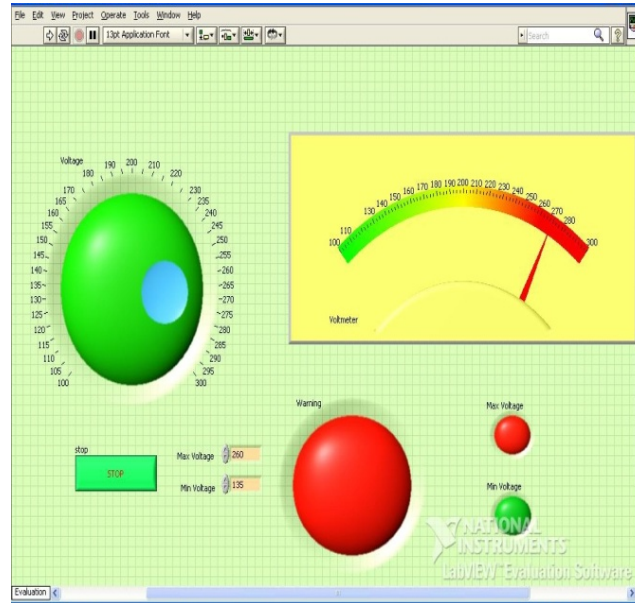 File Edit View Project Operate Tools Window Help
13pt Application Font
Search
Voltage
100
105
110
115
120
125
130
135
140
145
150
155
160
165
170
180
190
200
210
220
230
235
240
245
250
255
260
265
270
275
280
285
290
295
300
100 110 130 140 150 160 170 180 190 200 210 220 230 240 250 260 270 280 300
Voltmeter
Warning
Max Voltage
Min Voltage
stop
STOP
Max Voltage 260
Min Voltage 135
NATIONAL
INSTRUMENTS
LabVIEW Evaluation Software
Evaluation